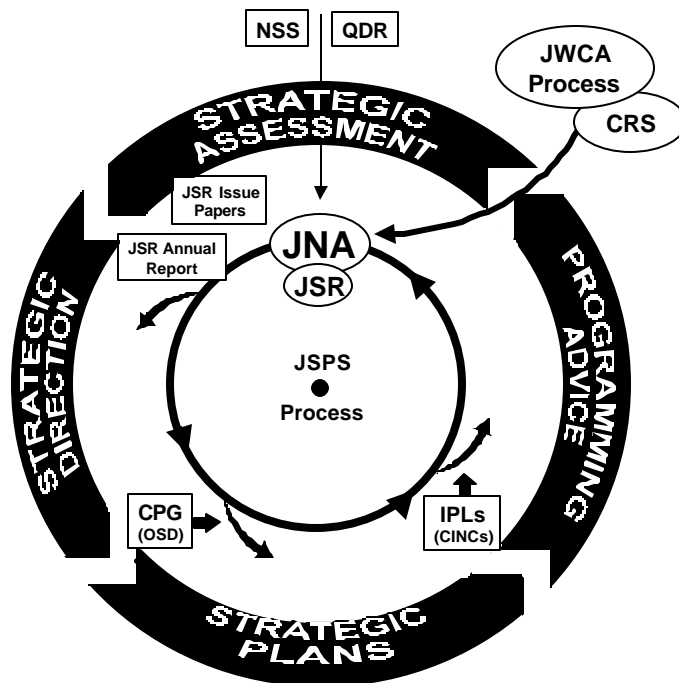 NSS
QDR
JWCA
Process
CRS
STRATEGIC
ASSESSMENT
JSR Issue
Papers
JSR Annual
Report
JNA
JSR
STRATEGIC
DIRECTION
PROGRAMMING
ADVICE
JSPS
Process
CPG
(OSD)
IPLs
(CINCs)
STRATEGIC
PLANS